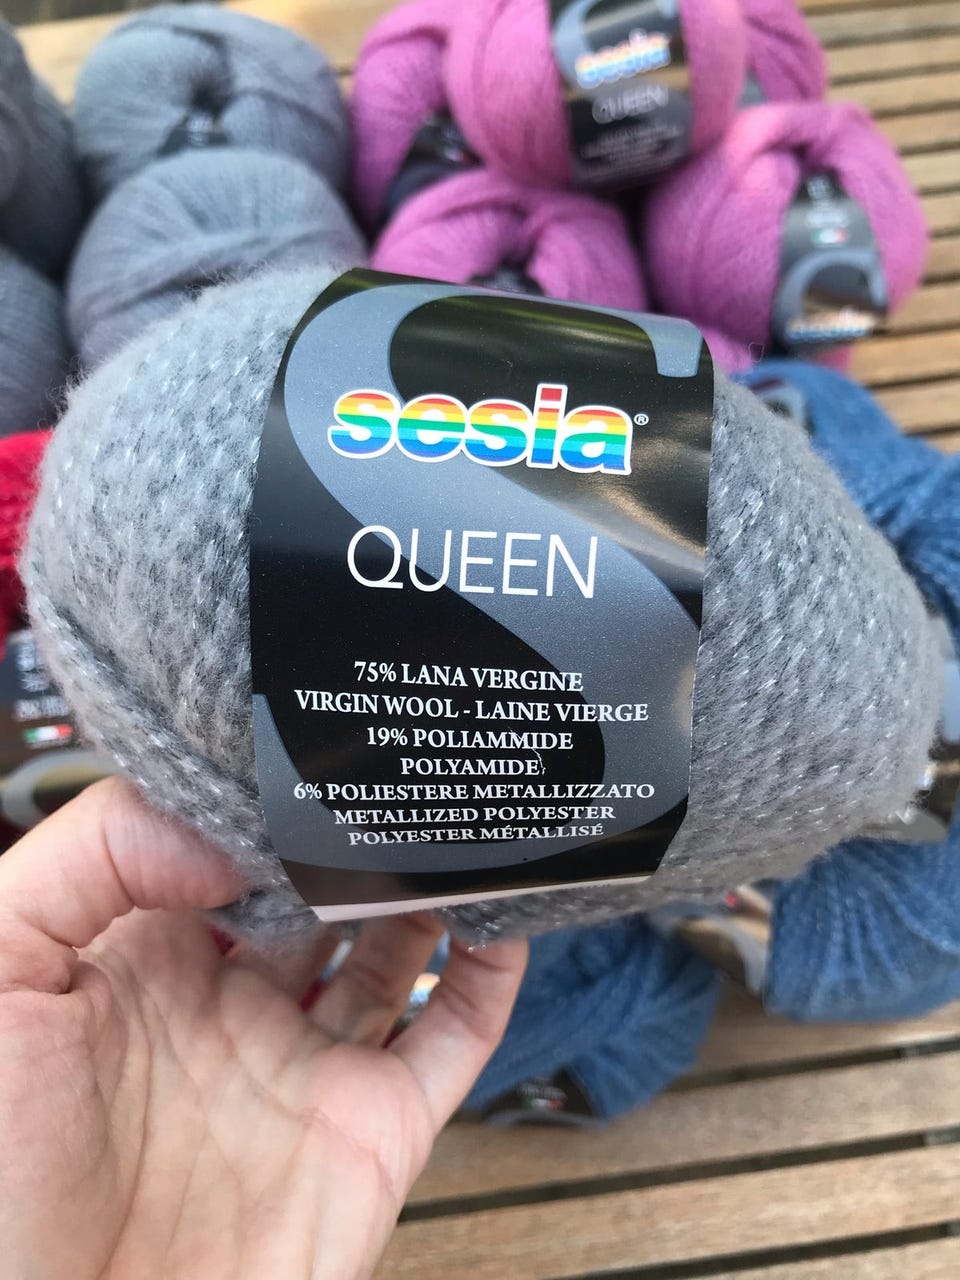 sesia
QUEEN
sesia®
QUEEN
75% LANA VERGINE
VIRGIN WOOL - LAINE VIERGE
19% POLIAMMIDE
POLYAMIDE
6% POLIESTERE METALLIZZATO
METALLIZED POLYESTER
POLYESTER MÉTALLISÉ